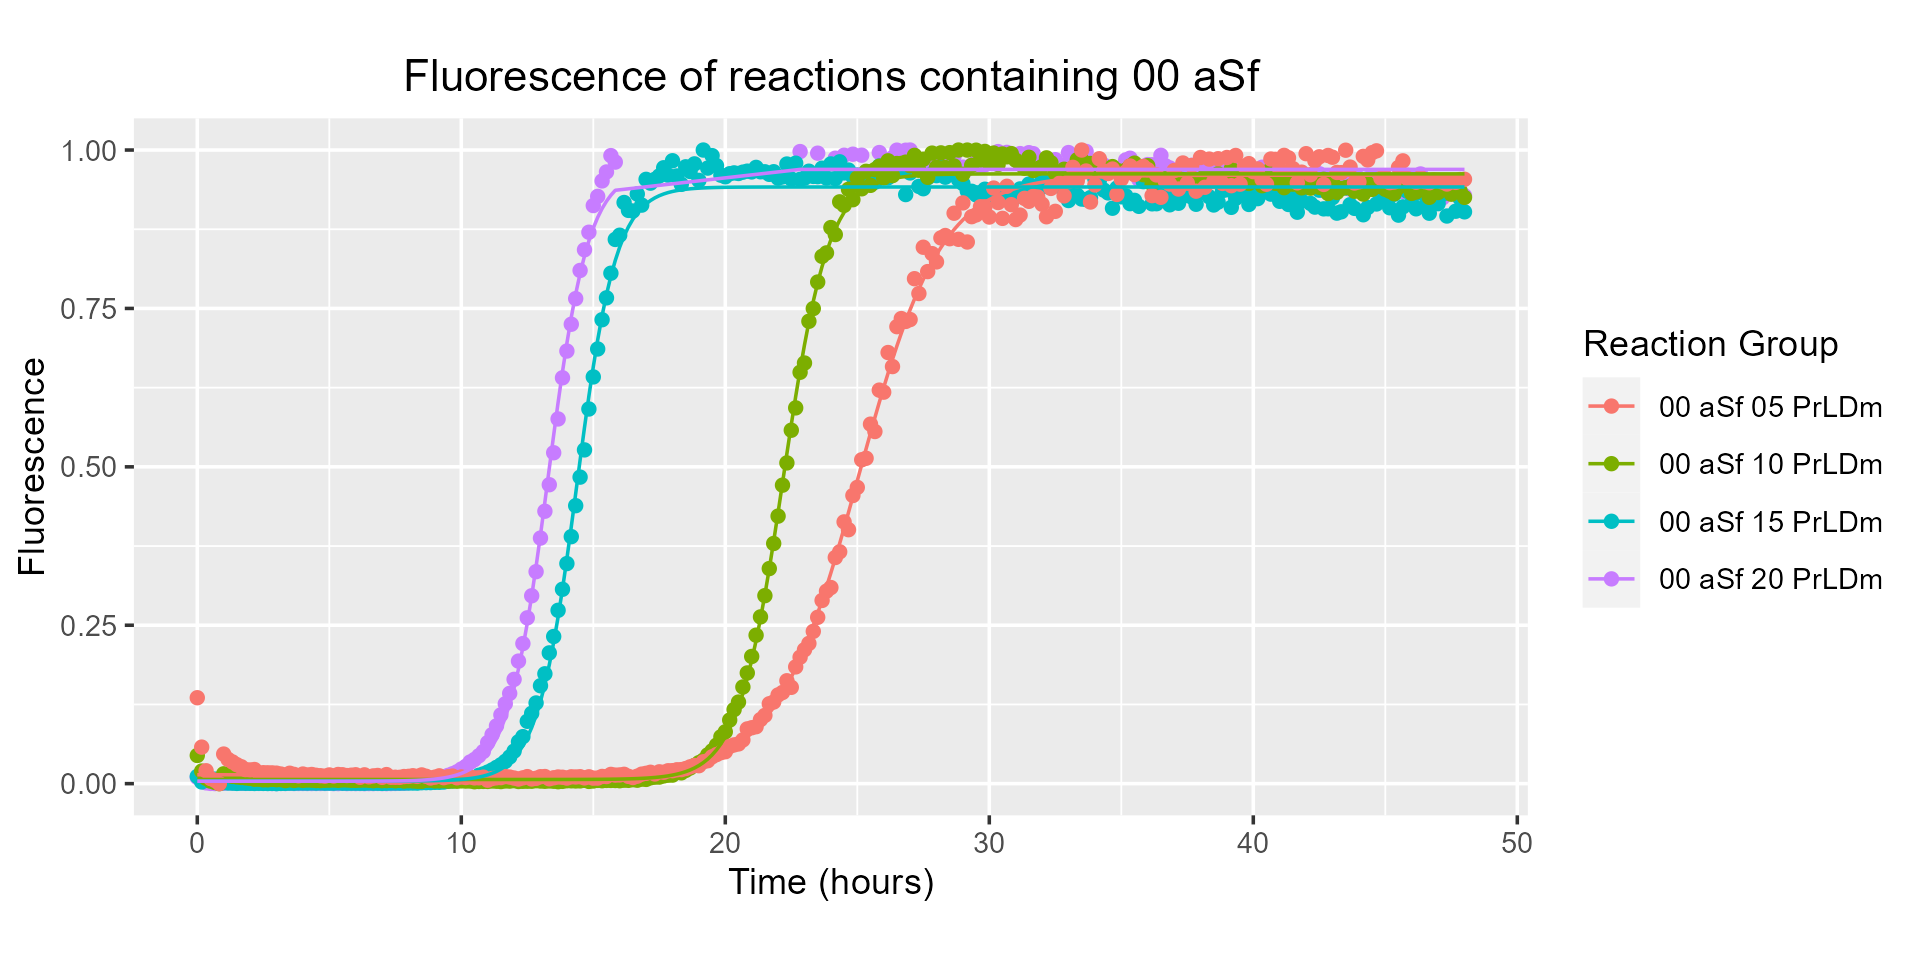 Fluorescence of reactions containing 00 aSf
1.00
0.75
0.50
0.25
0.00
Fluorescence
0 10 20 30 40 50
Time (hours)
Reaction Group
00 aSf 05 PrLDm
00 aSf 10 PrLDm
00 aSf 15 PrLDm
00 aSf 20 PrLDm